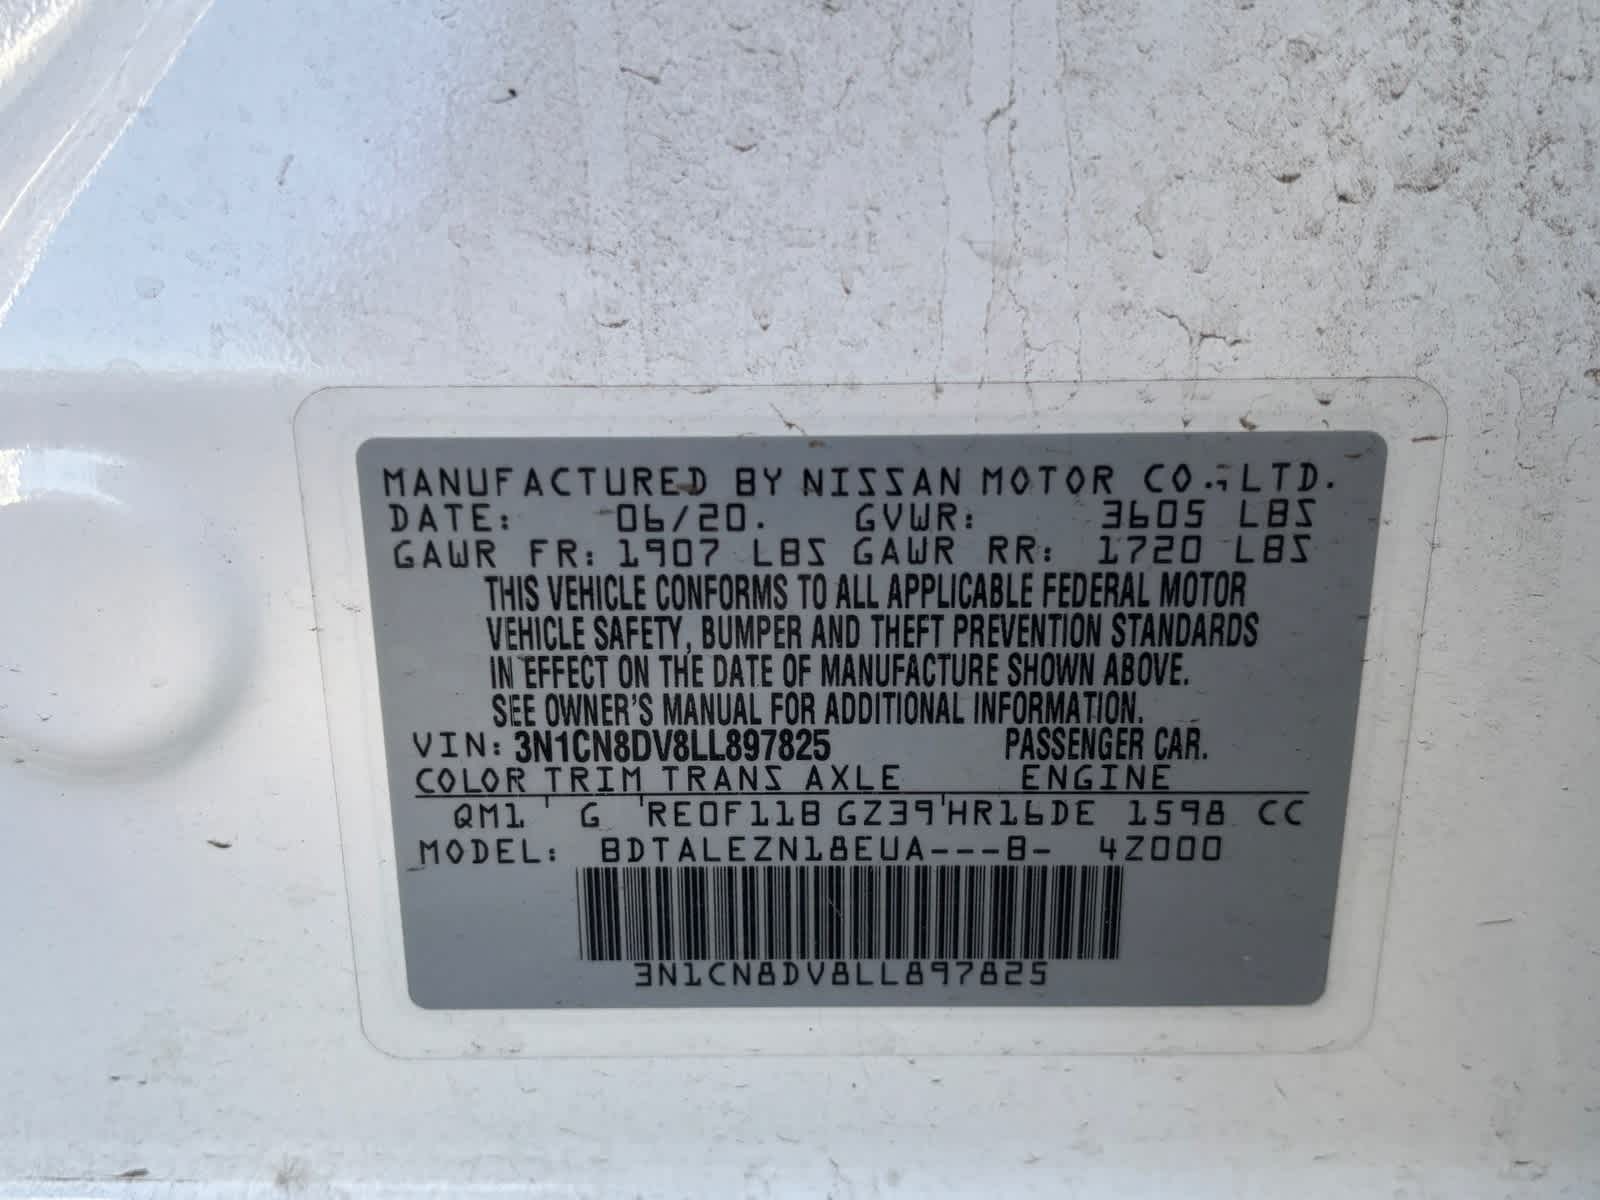 MANUFACTURED BY NISSAN MOTOR CO., LTD.
DATE: 06/20. GVWR: 3605 LBS
GAWR FR: 1907 LBS GAWR RR: 1720 LBS
THIS VEHICLE CONFORMS TO ALL APPLICABLE FEDERAL MOTOR
VEHICLE SAFETY, BUMPER AND THEFT PREVENTION STANDARDS
IN EFFECT ON THE DATE OF MANUFACTURE SHOWN ABOVE.
SEE OWNER'S MANUAL FOR ADDITIONAL INFORMATION.
VIN: 3N1CN8DV8LL897825 PASSENGER CAR.
COLOR TRIM TRANS AXLE ENGINE
QM1 ' G 'RE0F11B GZ39'HR16DE 1598 CC
MODEL: BDTALEZN18EUA---B- 4Z000
3N1CN8DV8LL897825